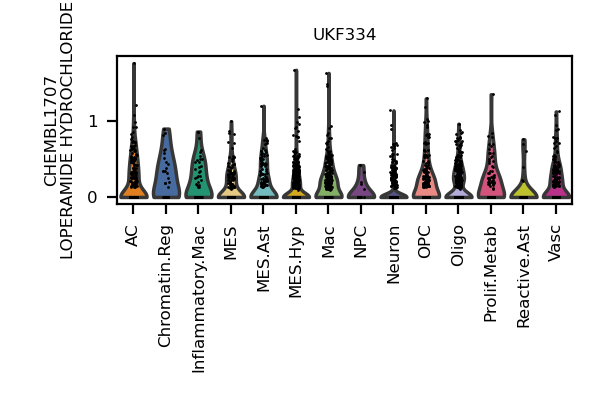 UKF334
CHEMBL1707
LOPERAMIDE HYDROCHLORIDE
1
0
AC
Chromatin.Reg
Inflammatory.Mac
MES
MES.Ast
MES.Hyp
Mac
NPC
Neuron
OPC
Oligo
Prolif.Metab
Reactive.Ast
Vasc